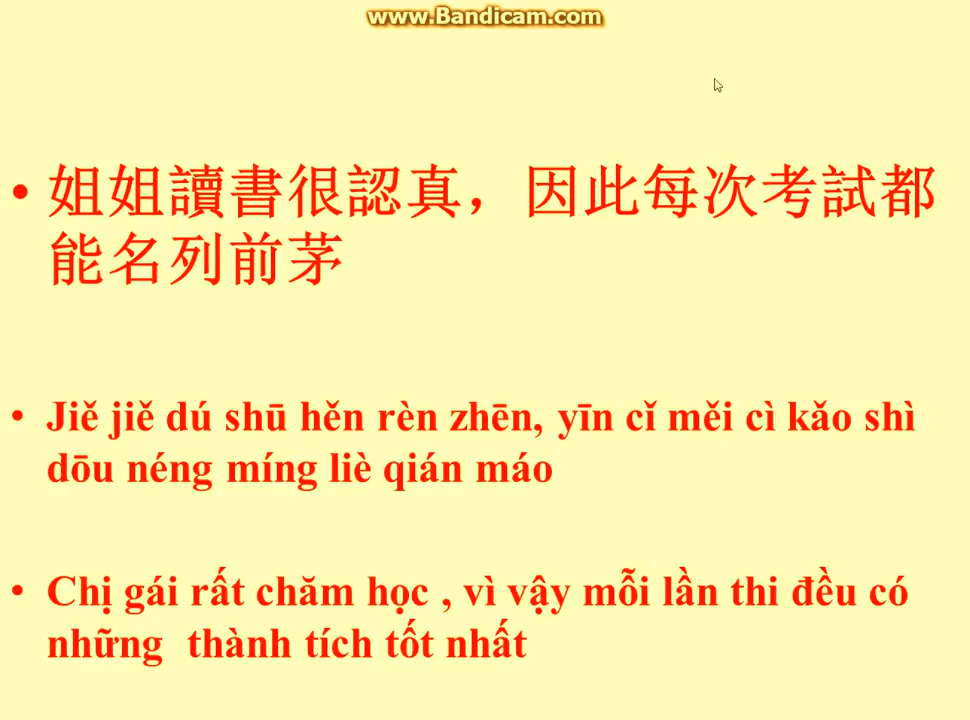 www.Bandicam.com
• 姐姐讀書很認真，因此每次考試都
能名列前茅
• Jiě jiě dú shū hěn rèn zhēn, yīn cǐ měi cì kǎo shì
dōu néng míng liè qián máo
• Chị gái rất chăm học , vì vậy mỗi lần thi đều có
những thành tích tốt nhất